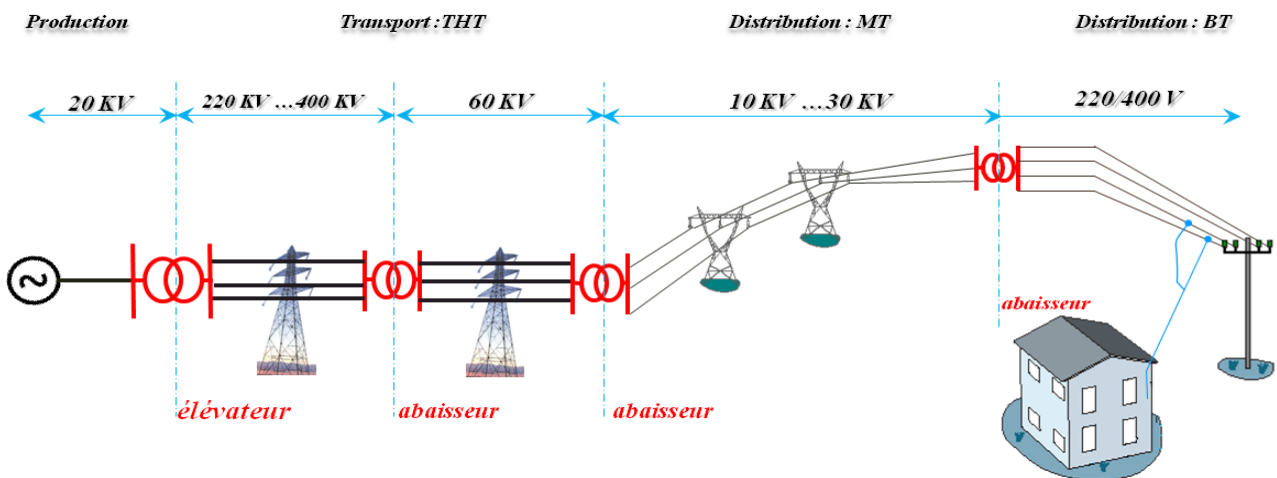 Production
Transport :THT
Distribution : MT
Distribution : BT
20 KV
220 KV ...400 KV
60 KV
10 KV ...30 KV
220/400 V
abaisseur
élévateur
abaisseur
abaisseur